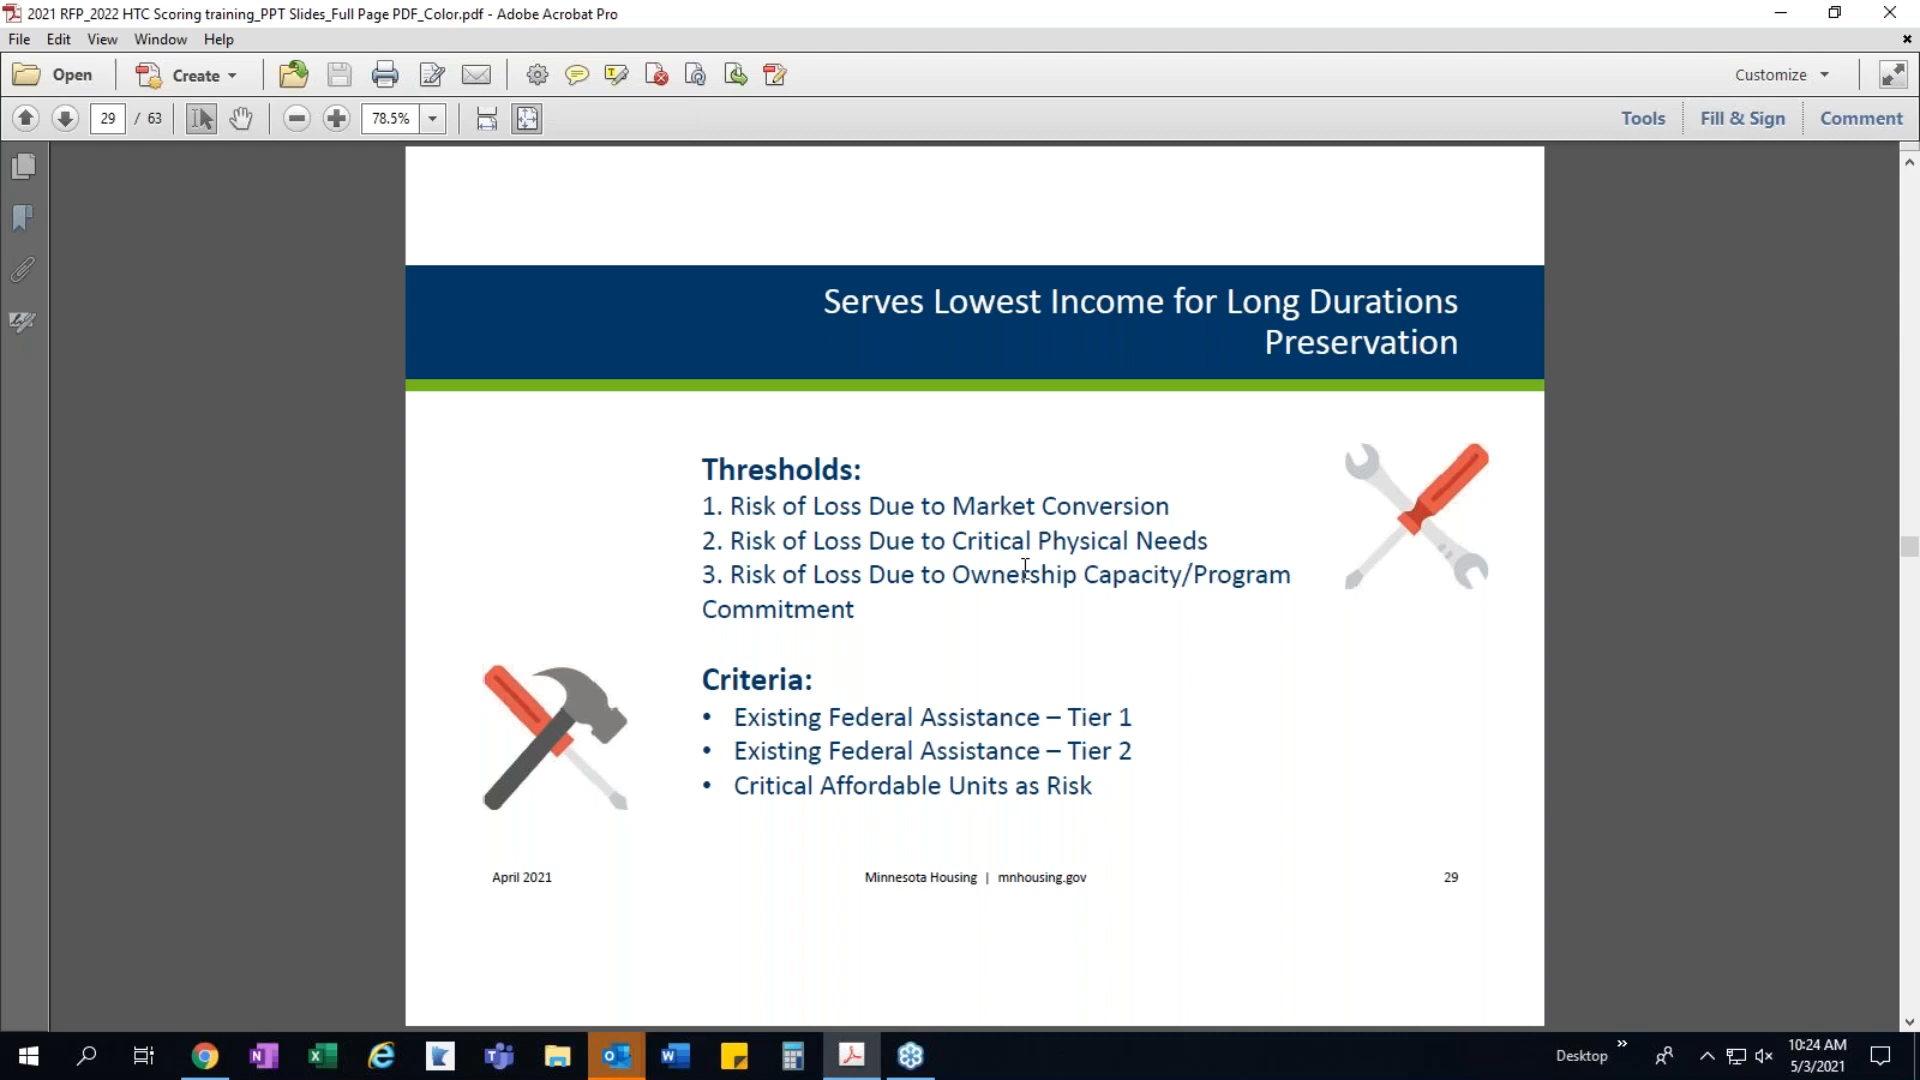 2021 RFP_2022 HTC Scoring training_PPT Slides_Full Page PDF_Color.pdf - Adobe Acrobat Pro
File Edit View Window Help
Open Create Customize
29 / 63 78.5% Tools Fill & Sign Comment
Serves Lowest Income for Long Durations
Preservation
Thresholds:
1. Risk of Loss Due to Market Conversion
2. Risk of Loss Due to Critical Physical Needs
3. Risk of Loss Due to Ownership Capacity/Program
Commitment
Criteria:
• Existing Federal Assistance – Tier 1
• Existing Federal Assistance – Tier 2
• Critical Affordable Units as Risk
April 2021 Minnesota Housing | mnhousing.gov 29
Desktop
10:24 AM
5/3/2021